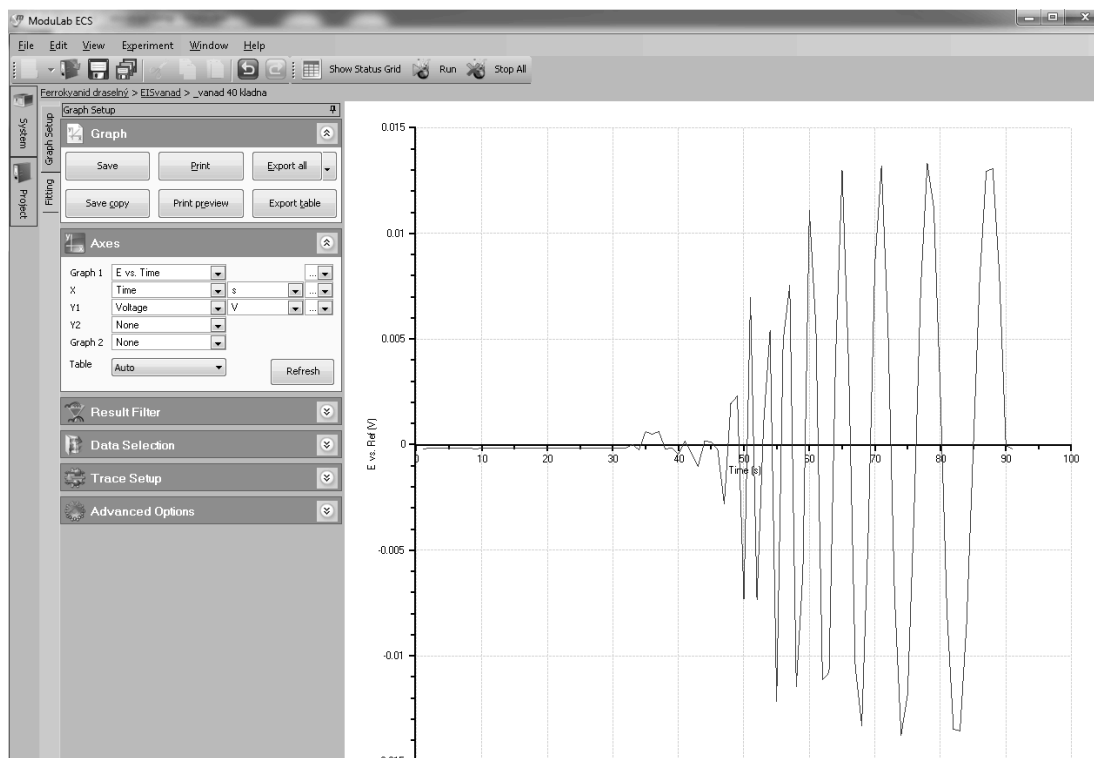 ModuLab ECS
File Edit View Experiment Window Help
Show Status Grid Run Stop All
Ferrokyanid draselný > EISvanad > _vanad 40 kladna
System
Project
Graph Setup
Fitting
Graph Setup
Graph
Save Print Export all
Save copy Print preview Export table
Axes
Graph 1 E vs. Time ...
X Time s ...
Y1 Voltage V ...
Y2 None
Graph 2 None
Table Auto Refresh
Result Filter
Data Selection
Trace Setup
Advanced Options
0.015
0.01
0.005
0
-0.005
-0.01
-0.015
E vs. Ref (V)
0 10 20 30 40 50 60 70 80 90 100
Time (s)